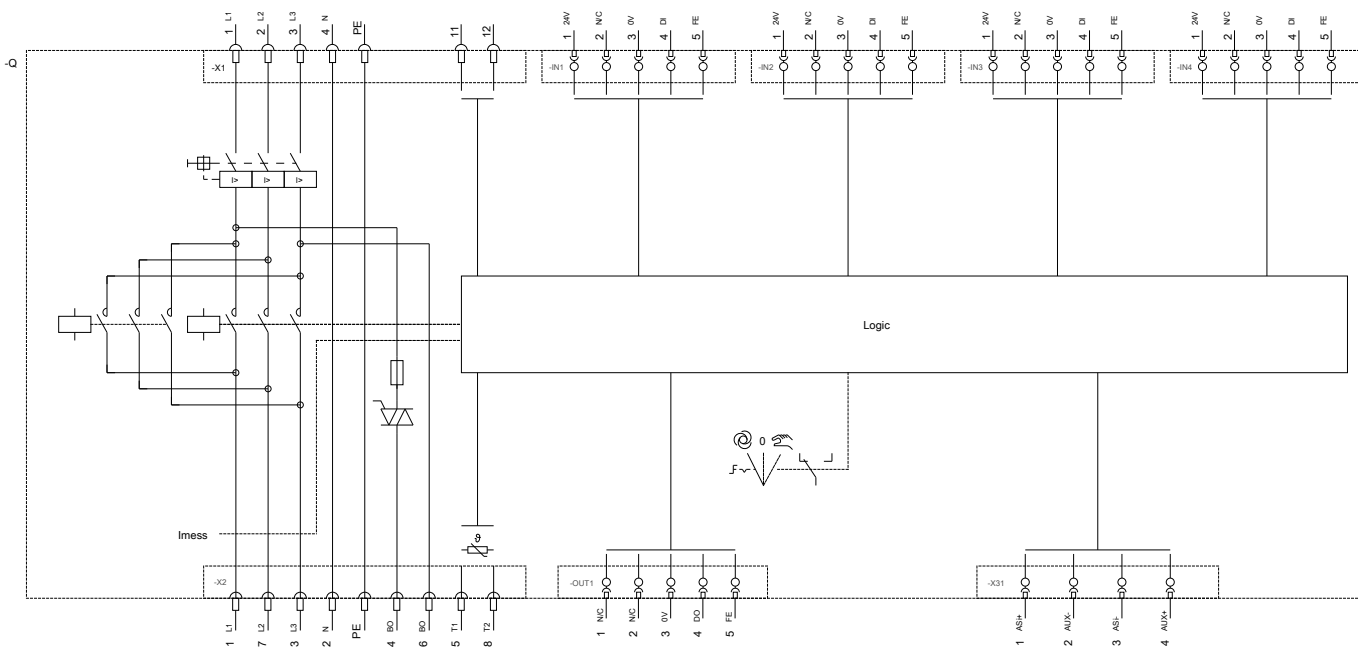 1 L1
2 L2
3 L3
4 N
PE
11
12
1 24V
2 N/C
3 0V
4 DI
5 FE
1 24V
2 N/C
3 0V
4 DI
5 FE
1 24V
2 N/C
3 0V
4 DI
5 FE
1 24V
2 N/C
3 0V
4 DI
5 FE
-Q
-X1
-IN1
-IN2
-IN3
-IN4
I>
I>
I>
Logic
0
Imess
ϑ
-X2
-OUT1
-X31
1 L1
7 L2
3 L3
2 N
PE
4 BO
6 BO
5 T1
8 T2
1 N/C
2 N/C
3 0V
4 DO
5 FE
1 ASi+
2 AUX-
3 ASi-
4 AUX+